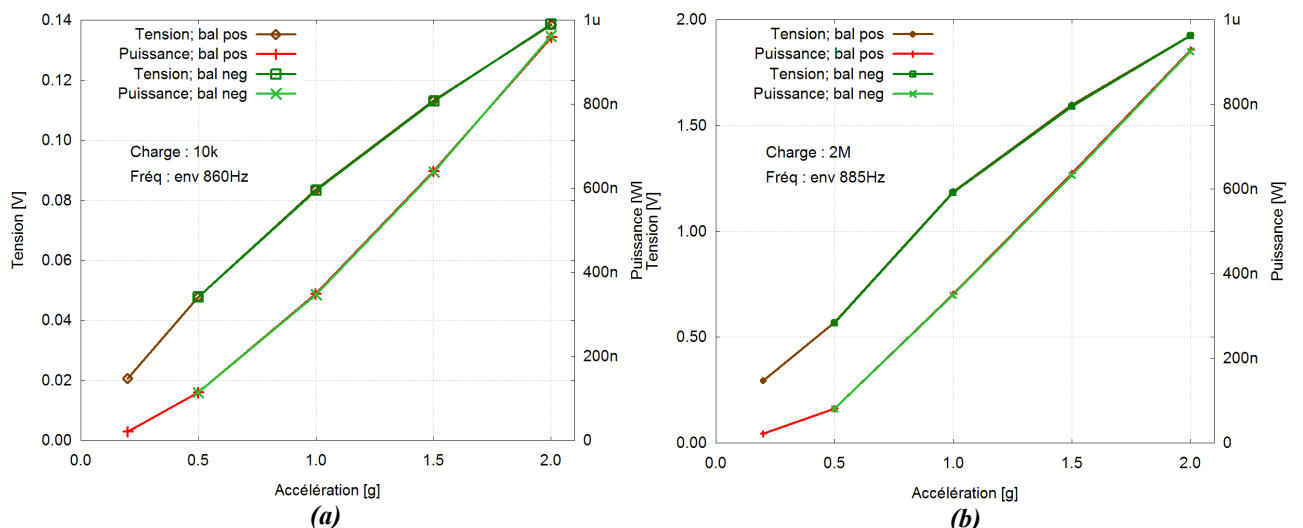 Tension; bal pos
Puissance; bal pos
Tension; bal neg
Puissance; bal neg
Charge : 10k
Fréq : env 860Hz
0.14
0.12
0.10
0.08
0.06
0.04
0.02
0.00
Tension [V]
1u
800n
600n
400n
200n
0
Puissance [W]
0.0
0.5
1.0
1.5
2.0
Accélération [g]
(a)
Tension; bal pos
Puissance; bal pos
Tension; bal neg
Puissance; bal neg
Charge : 2M
Fréq : env 885Hz
2.00
1.50
1.00
0.50
0.00
Tension [V]
1u
800n
600n
400n
200n
0
Puissance [W]
0.0
0.5
1.0
1.5
2.0
Accélération [g]
(b)